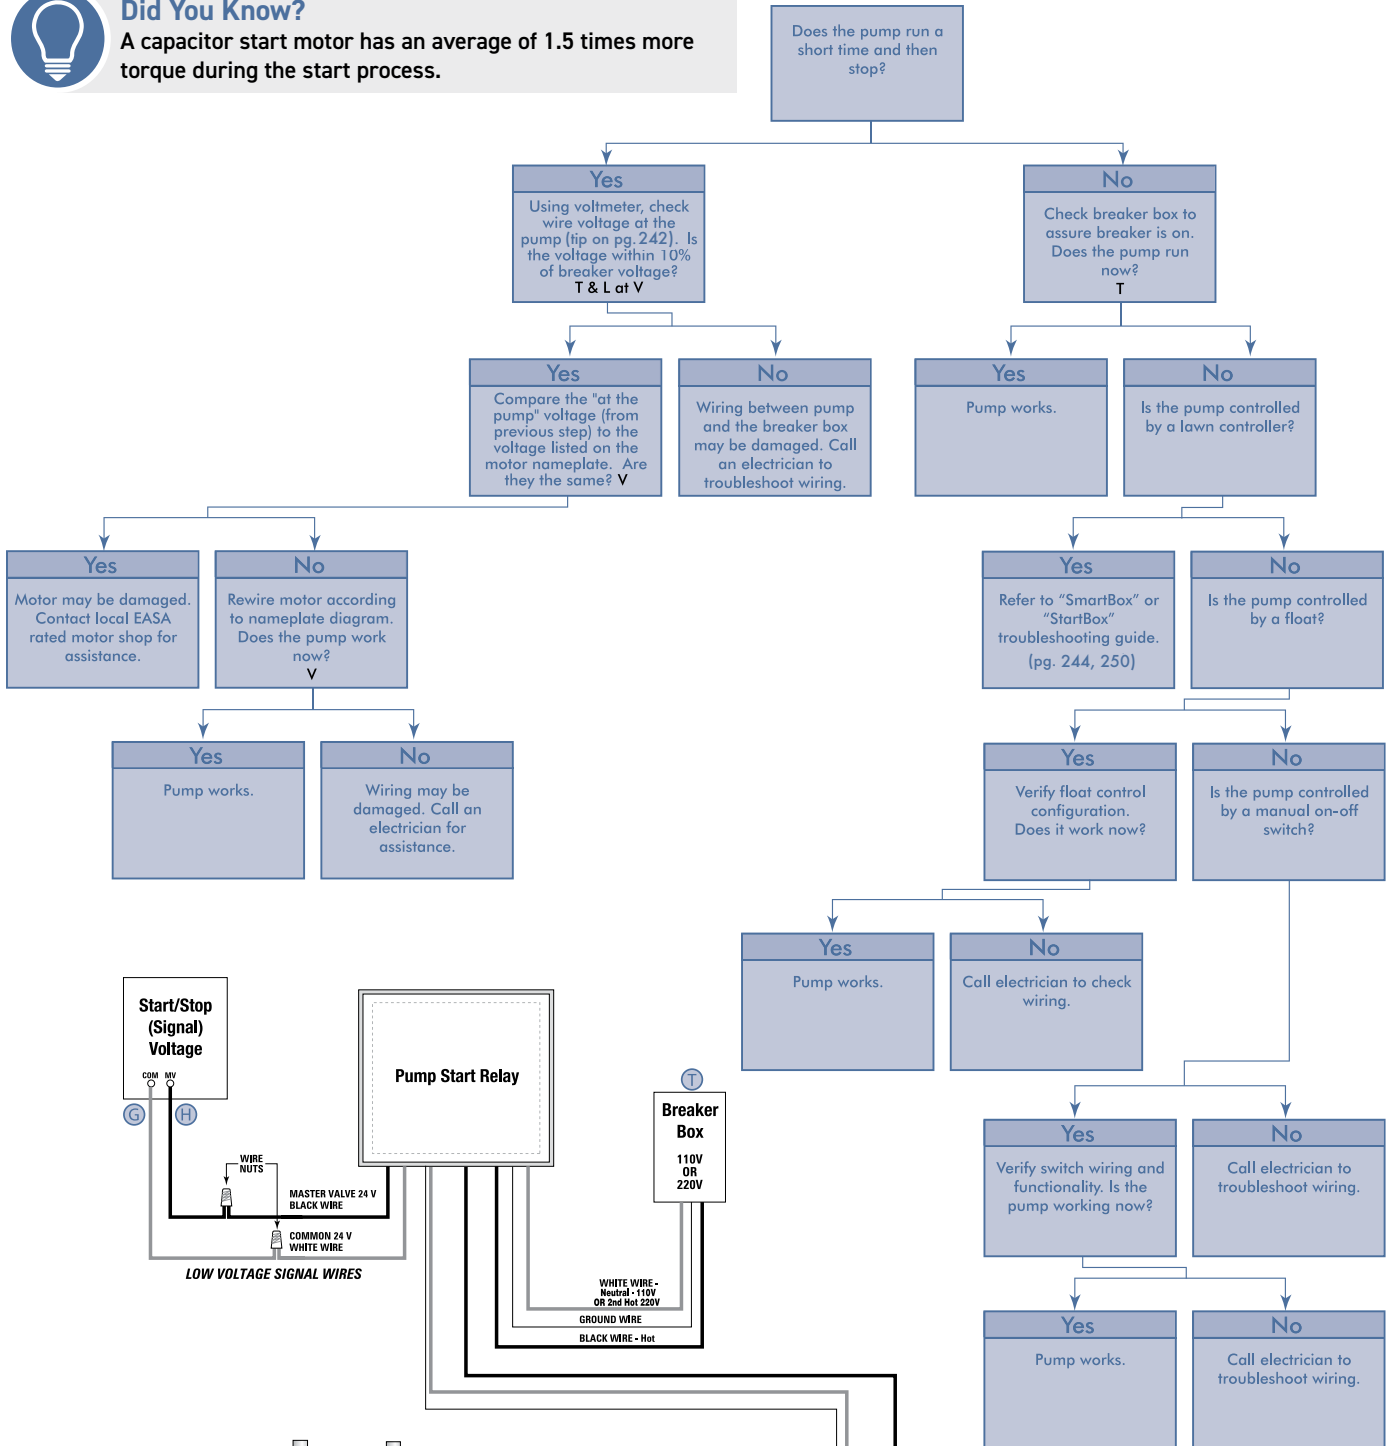 Did You Know?
A capacitor start motor has an average of 1.5 times more
torque during the start process.
Does the pump run a
short time and then
stop?
Yes
Using voltmeter, check
wire voltage at the
pump (tip on pg. 242). Is
the voltage within 10%
of breaker voltage?
T & L at V
No
Check breaker box to
assure breaker is on.
Does the pump run
now?
T
Yes
Compare the "at the
pump" voltage (from
previous step) to the
voltage listed on the
motor nameplate. Are
they the same? V
No
Wiring between pump
and the breaker box
may be damaged. Call
an electrician to
troubleshoot wiring.
Yes
Pump works.
No
Is the pump controlled
by a lawn controller?
Yes
Motor may be damaged.
Contact local EASA
rated motor shop for
assistance.
No
Rewire motor according
to nameplate diagram.
Does the pump work
now?
V
Yes
Refer to “SmartBox” or
“StartBox”
troubleshooting guide.
(pg. 244, 250)
No
Is the pump controlled
by a float?
Yes
Pump works.
No
Wiring may be
damaged. Call an
electrician for
assistance.
Yes
Verify float control
configuration.
Does it work now?
No
Is the pump controlled
by a manual on-off
switch?
Yes
Pump works.
No
Call electrician to check
wiring.
Yes
Verify switch wiring and
functionality. Is the
pump working now?
No
Call electrician to
troubleshoot wiring.
Yes
Pump works.
No
Call electrician to
troubleshoot wiring.
Start/Stop
(Signal)
Voltage
COM MV
G H
WIRE
NUTS
MASTER VALVE 24 V
BLACK WIRE
COMMON 24 V
WHITE WIRE
LOW VOLTAGE SIGNAL WIRES
Pump Start Relay
T
Breaker
Box
110V
OR
220V
WHITE WIRE -
Neutral - 110V
OR 2nd Hot 220V
GROUND WIRE
BLACK WIRE - Hot